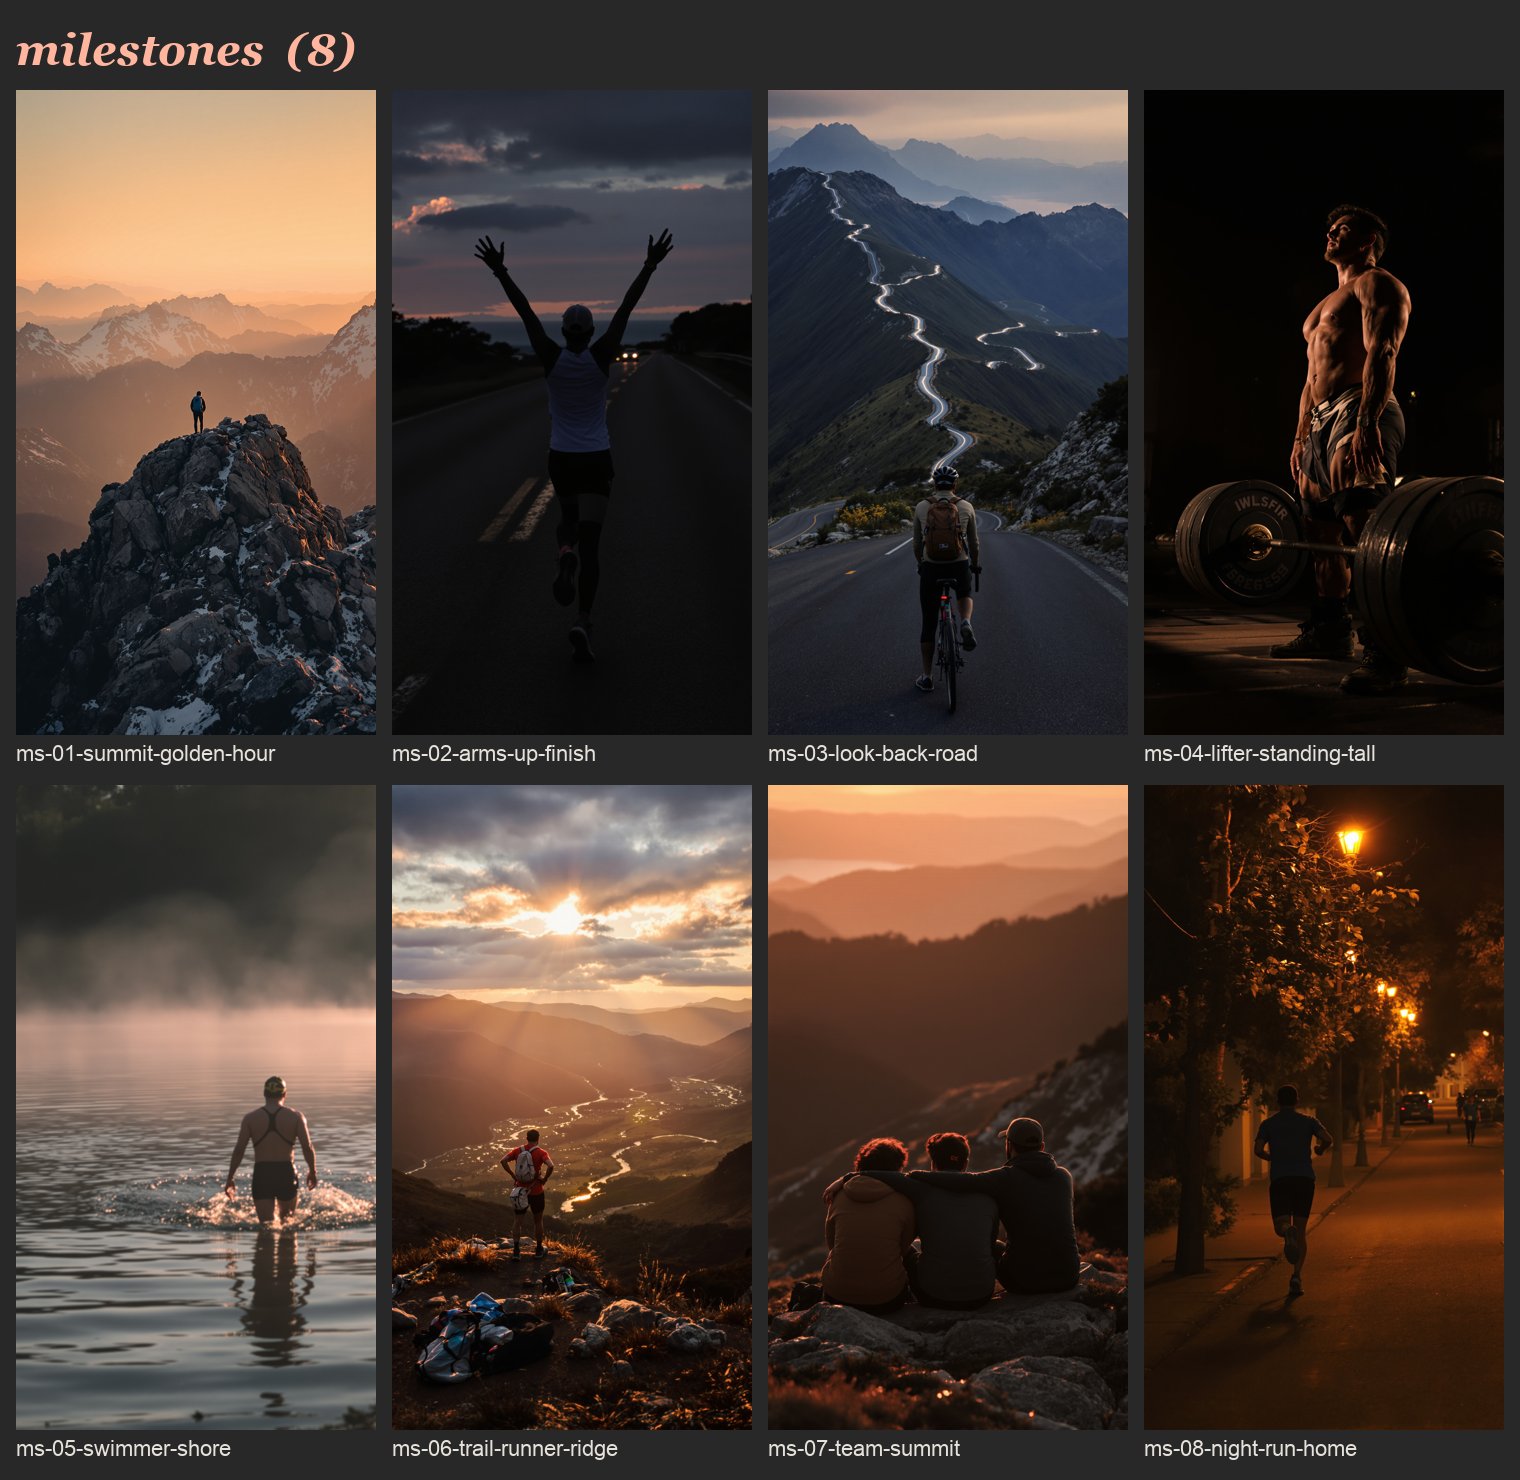 milestones (8)
ms-01-summit-golden-hour
ms-02-arms-up-finish
ms-03-look-back-road
ms-04-lifter-standing-tall
IWLSFIR
ms-05-swimmer-shore
ms-06-trail-runner-ridge
ms-07-team-summit
ms-08-night-run-home